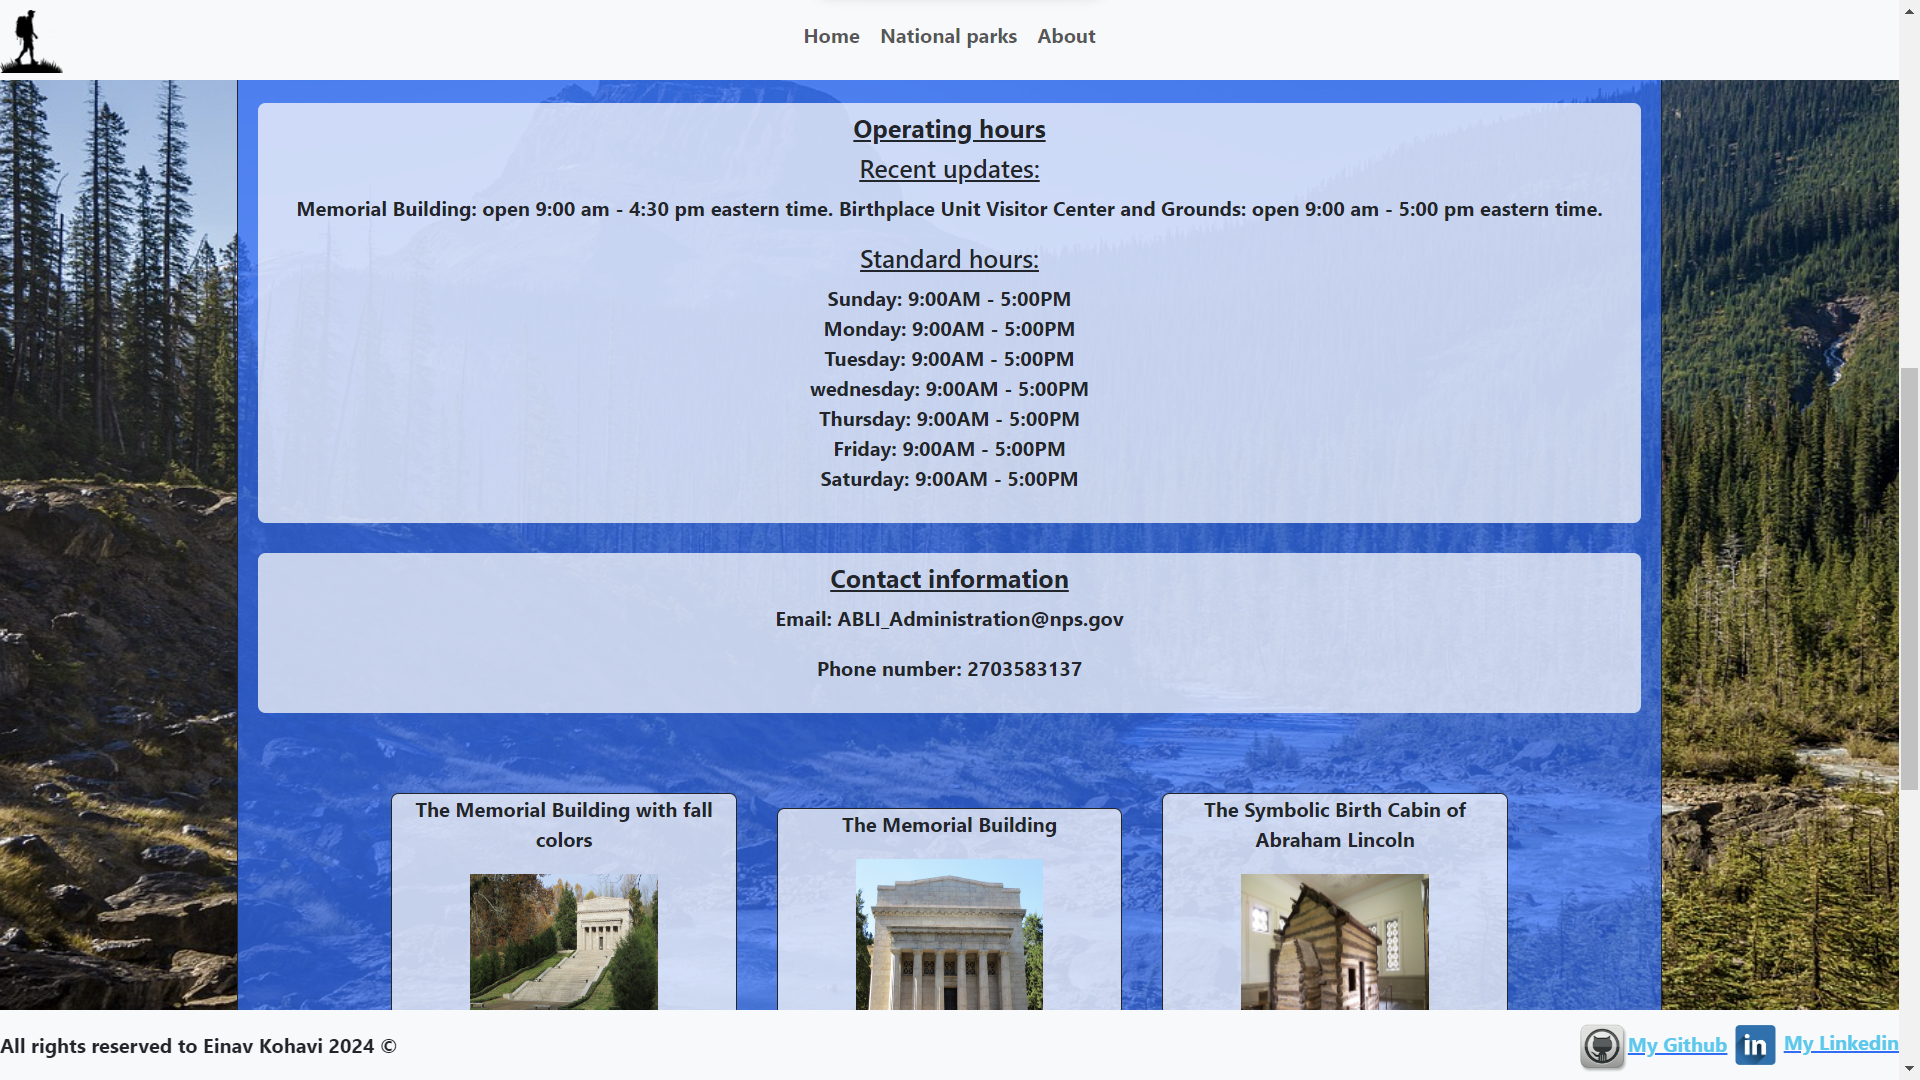 Home National parks About
Operating hours
Recent updates:
Memorial Building: open 9:00 am - 4:30 pm eastern time. Birthplace Unit Visitor Center and Grounds: open 9:00 am - 5:00 pm eastern time.
Standard hours:
Sunday: 9:00AM - 5:00PM
Monday: 9:00AM - 5:00PM
Tuesday: 9:00AM - 5:00PM
wednesday: 9:00AM - 5:00PM
Thursday: 9:00AM - 5:00PM
Friday: 9:00AM - 5:00PM
Saturday: 9:00AM - 5:00PM
Contact information
Email: ABLI_Administration@nps.gov
Phone number: 2703583137
The Memorial Building with fall
colors
The Memorial Building
The Symbolic Birth Cabin of
Abraham Lincoln
All rights reserved to Einav Kohavi 2024 ©
My Github
in
My Linkedin